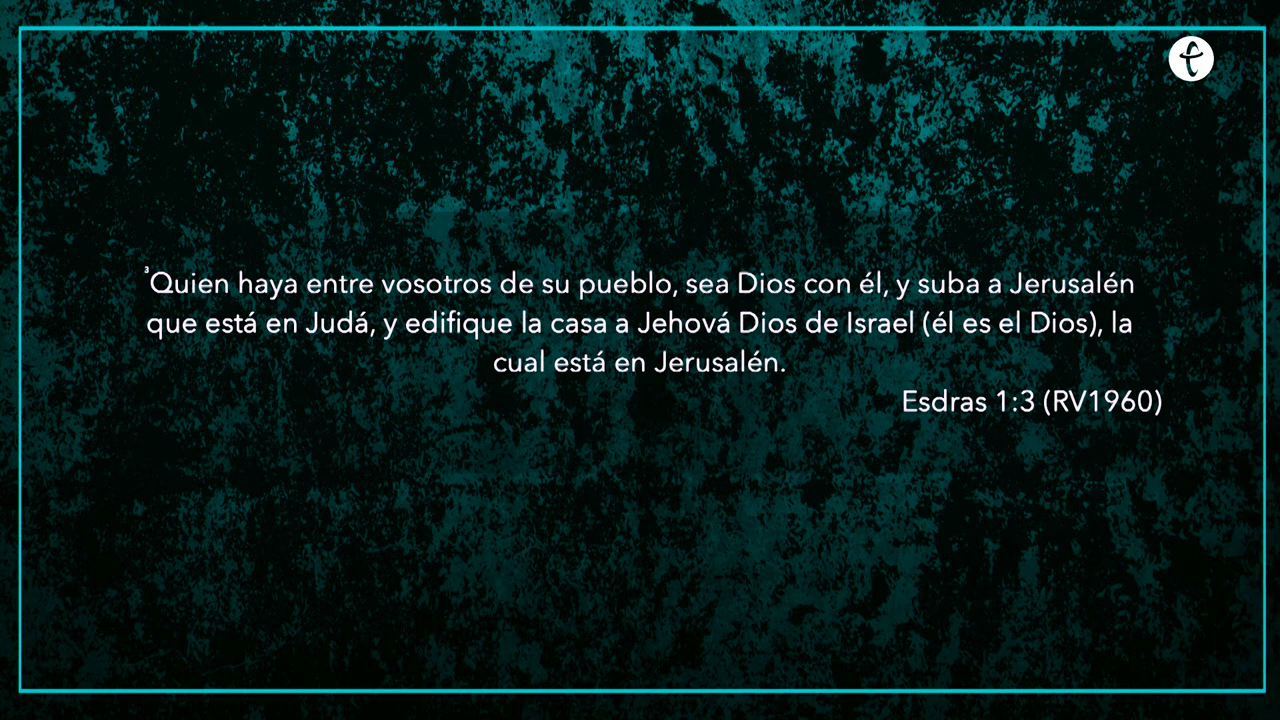 ³Quien haya entre vosotros de su pueblo, sea Dios con él, y suba a Jerusalén
que está en Judá, y edifique la casa a Jehová Dios de Israel (él es el Dios), la
cual está en Jerusalén.
Esdras 1:3 (RV1960)